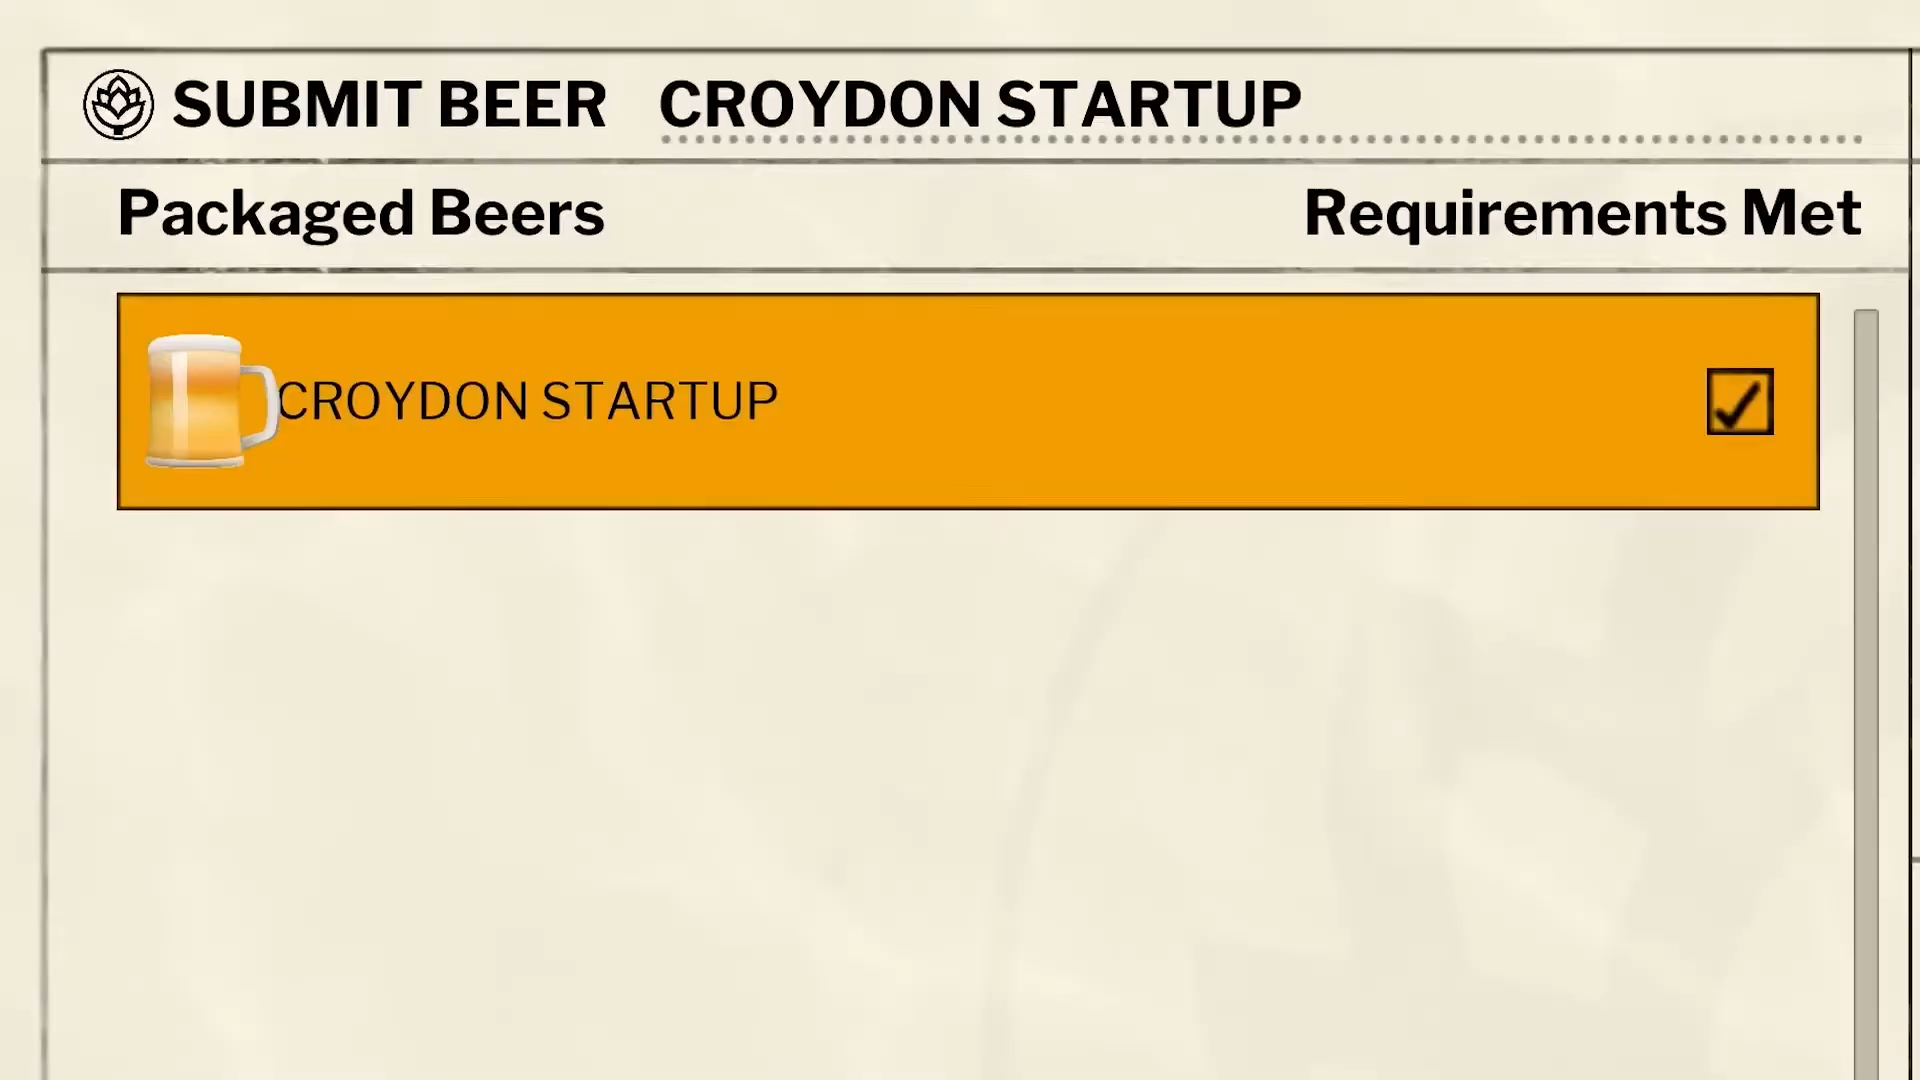 SUBMIT BEER CROYDON STARTUP
Packaged Beers Requirements Met
CROYDON STARTUP